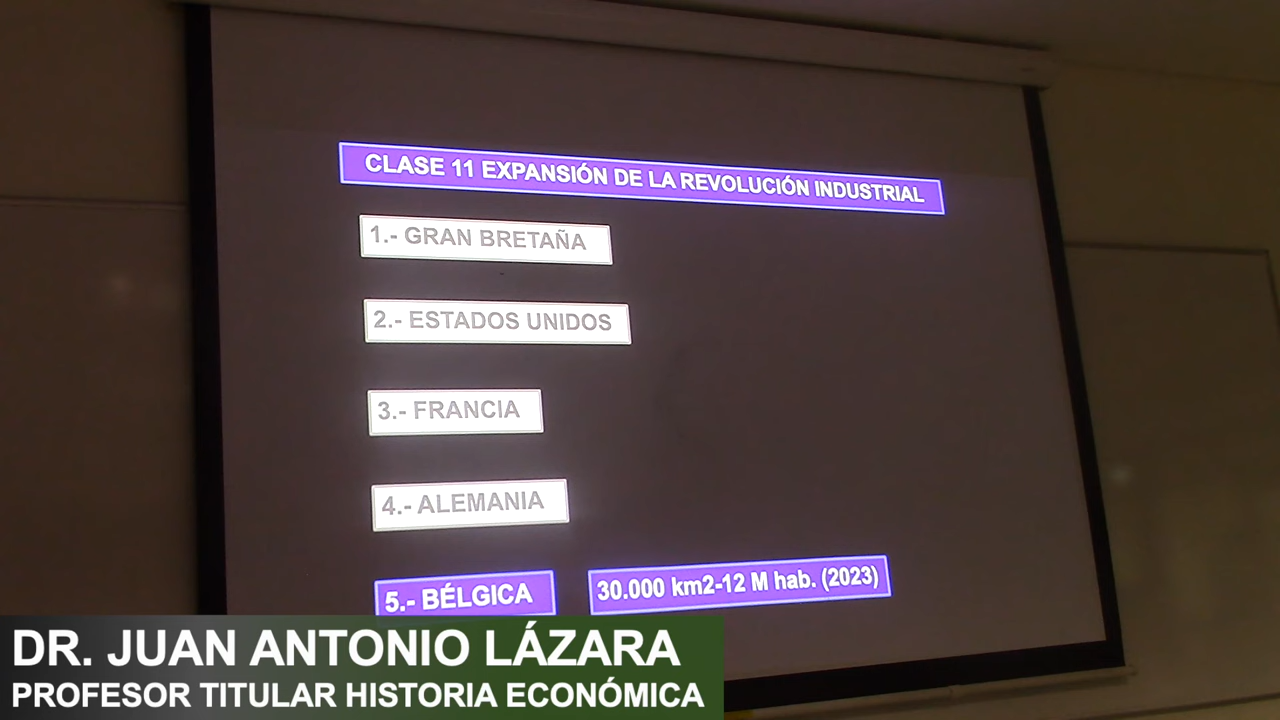 CLASE 11 EXPANSIÓN DE LA REVOLUCIÓN INDUSTRIAL
1.- GRAN BRETAÑA
2.- ESTADOS UNIDOS
3.- FRANCIA
4.- ALEMANIA
5.- BÉLGICA
30.000 km2-12 M hab. (2023)
DR. JUAN ANTONIO LÁZARA
PROFESOR TITULAR HISTORIA ECONÓMICA